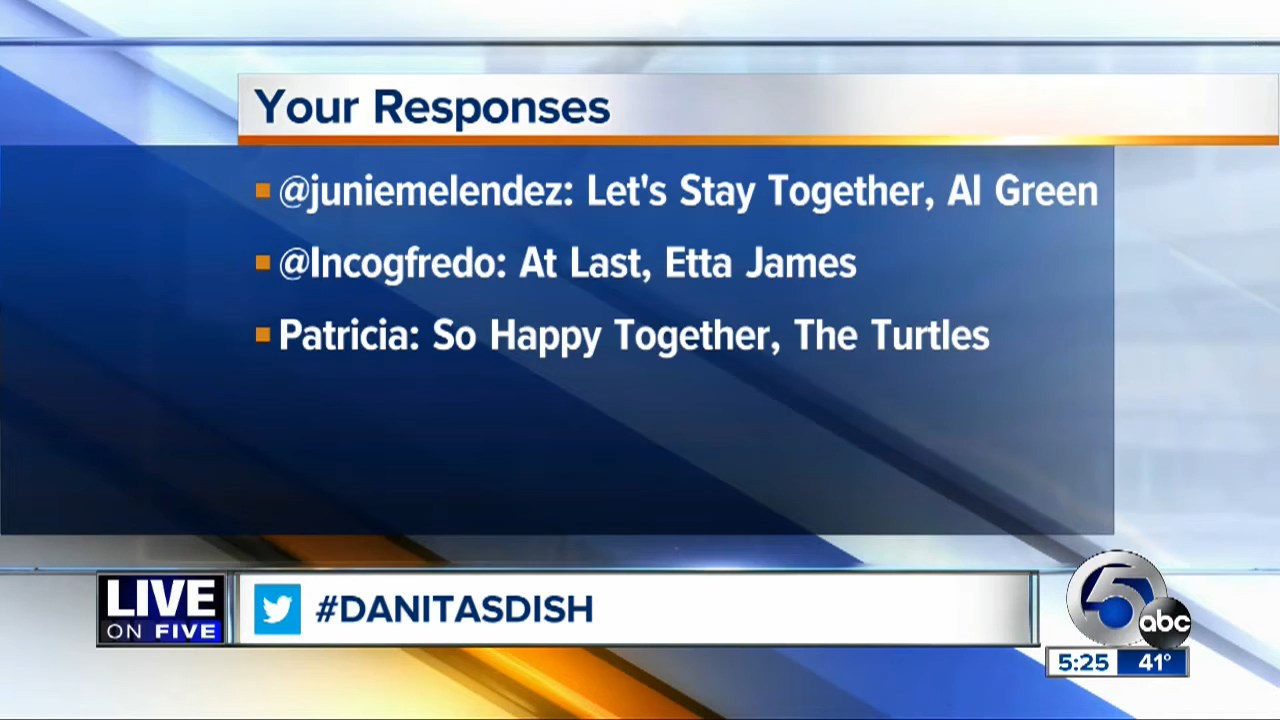 Your Responses
@juniemelendez: Let's Stay Together, Al Green
@Incogfredo: At Last, Etta James
Patricia: So Happy Together, The Turtles
LIVE
ON FIVE
#DANITASDISH
5
abc
5:25 41°